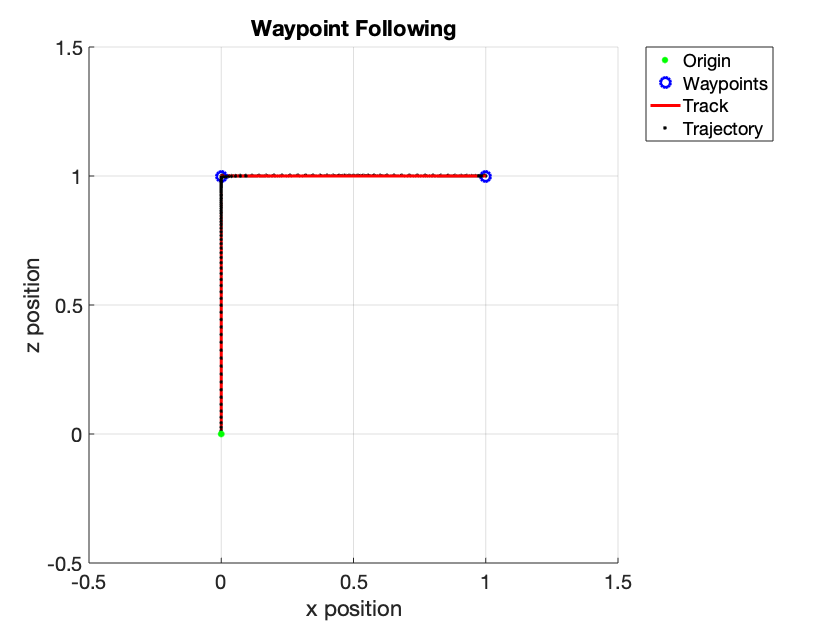 Waypoint Following
Origin
Waypoints
Track
Trajectory
1.5
1
0.5
0
-0.5
z position
-0.5
0
0.5
1
1.5
x position